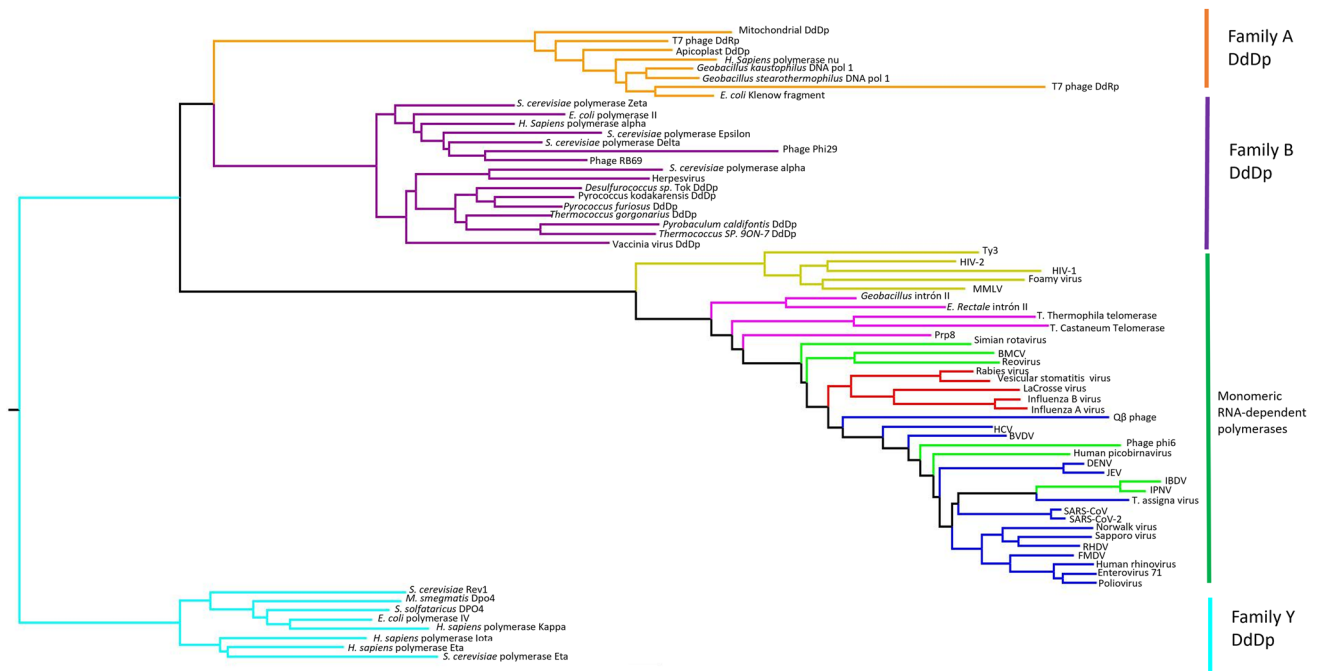 Mitochondrial DdDp
T7 phage DdRp
Apicoplast DdDp
H. Sapiens polymerase nu
Geobacillus kaustophilus DNA pol 1
Geobacillus stearothermophilus DNA pol 1
T7 phage DdRp
E. coli Klenow fragment
Family A
DdDp
S. cerevisiae polymerase Zeta
E. coli polymerase II
H. Sapiens polymerase alpha
S. cerevisiae polymerase Epsilon
S. cerevisiae polymerase Delta
Phage Phi29
Phage RB69
S. cerevisiae polymerase alpha
Herpesvirus
Desulfurococcus sp. Tok DdDp
Pyrococcus kodakarensis DdDp
Pyrococcus furiosus DdDp
Thermococcus gorgonarius DdDp
Pyrobaculum caldifontis DdDp
Thermococcus SP. 9ON-7 DdDp
Vaccinia virus DdDp
Family B
DdDp
Ty3
HIV-2
HIV-1
Foamy virus
MMLV
Geobacillus intrón II
E. Rectale intrón II
T. Thermophila telomerase
T. Castaneum Telomerase
Prp8
Simian rotavirus
BMCV
Reovirus
Rabies virus
Vesicular stomatitis virus
LaCrosse virus
Influenza B virus
Influenza A virus
Qβ phage
HCV
BVDV
Phage phi6
Human picobirnavirus
DENV
JEV
IBDV
IPNV
T. assigna virus
SARS-CoV
SARS-CoV-2
Norwalk virus
Sapporo virus
RHDV
FMDV
Human rhinovirus
Enterovirus 71
Poliovirus
Monomeric
RNA-dependent
polymerases
S. cerevisiae Rev1
M. smegmatis Dpo4
S. solfataricus DPO4
E. coli polymerase IV
H. sapiens polymerase Kappa
H. sapiens polymerase Iota
H. sapiens polymerase Eta
S. cerevisiae polymerase Eta
Family Y
DdDp